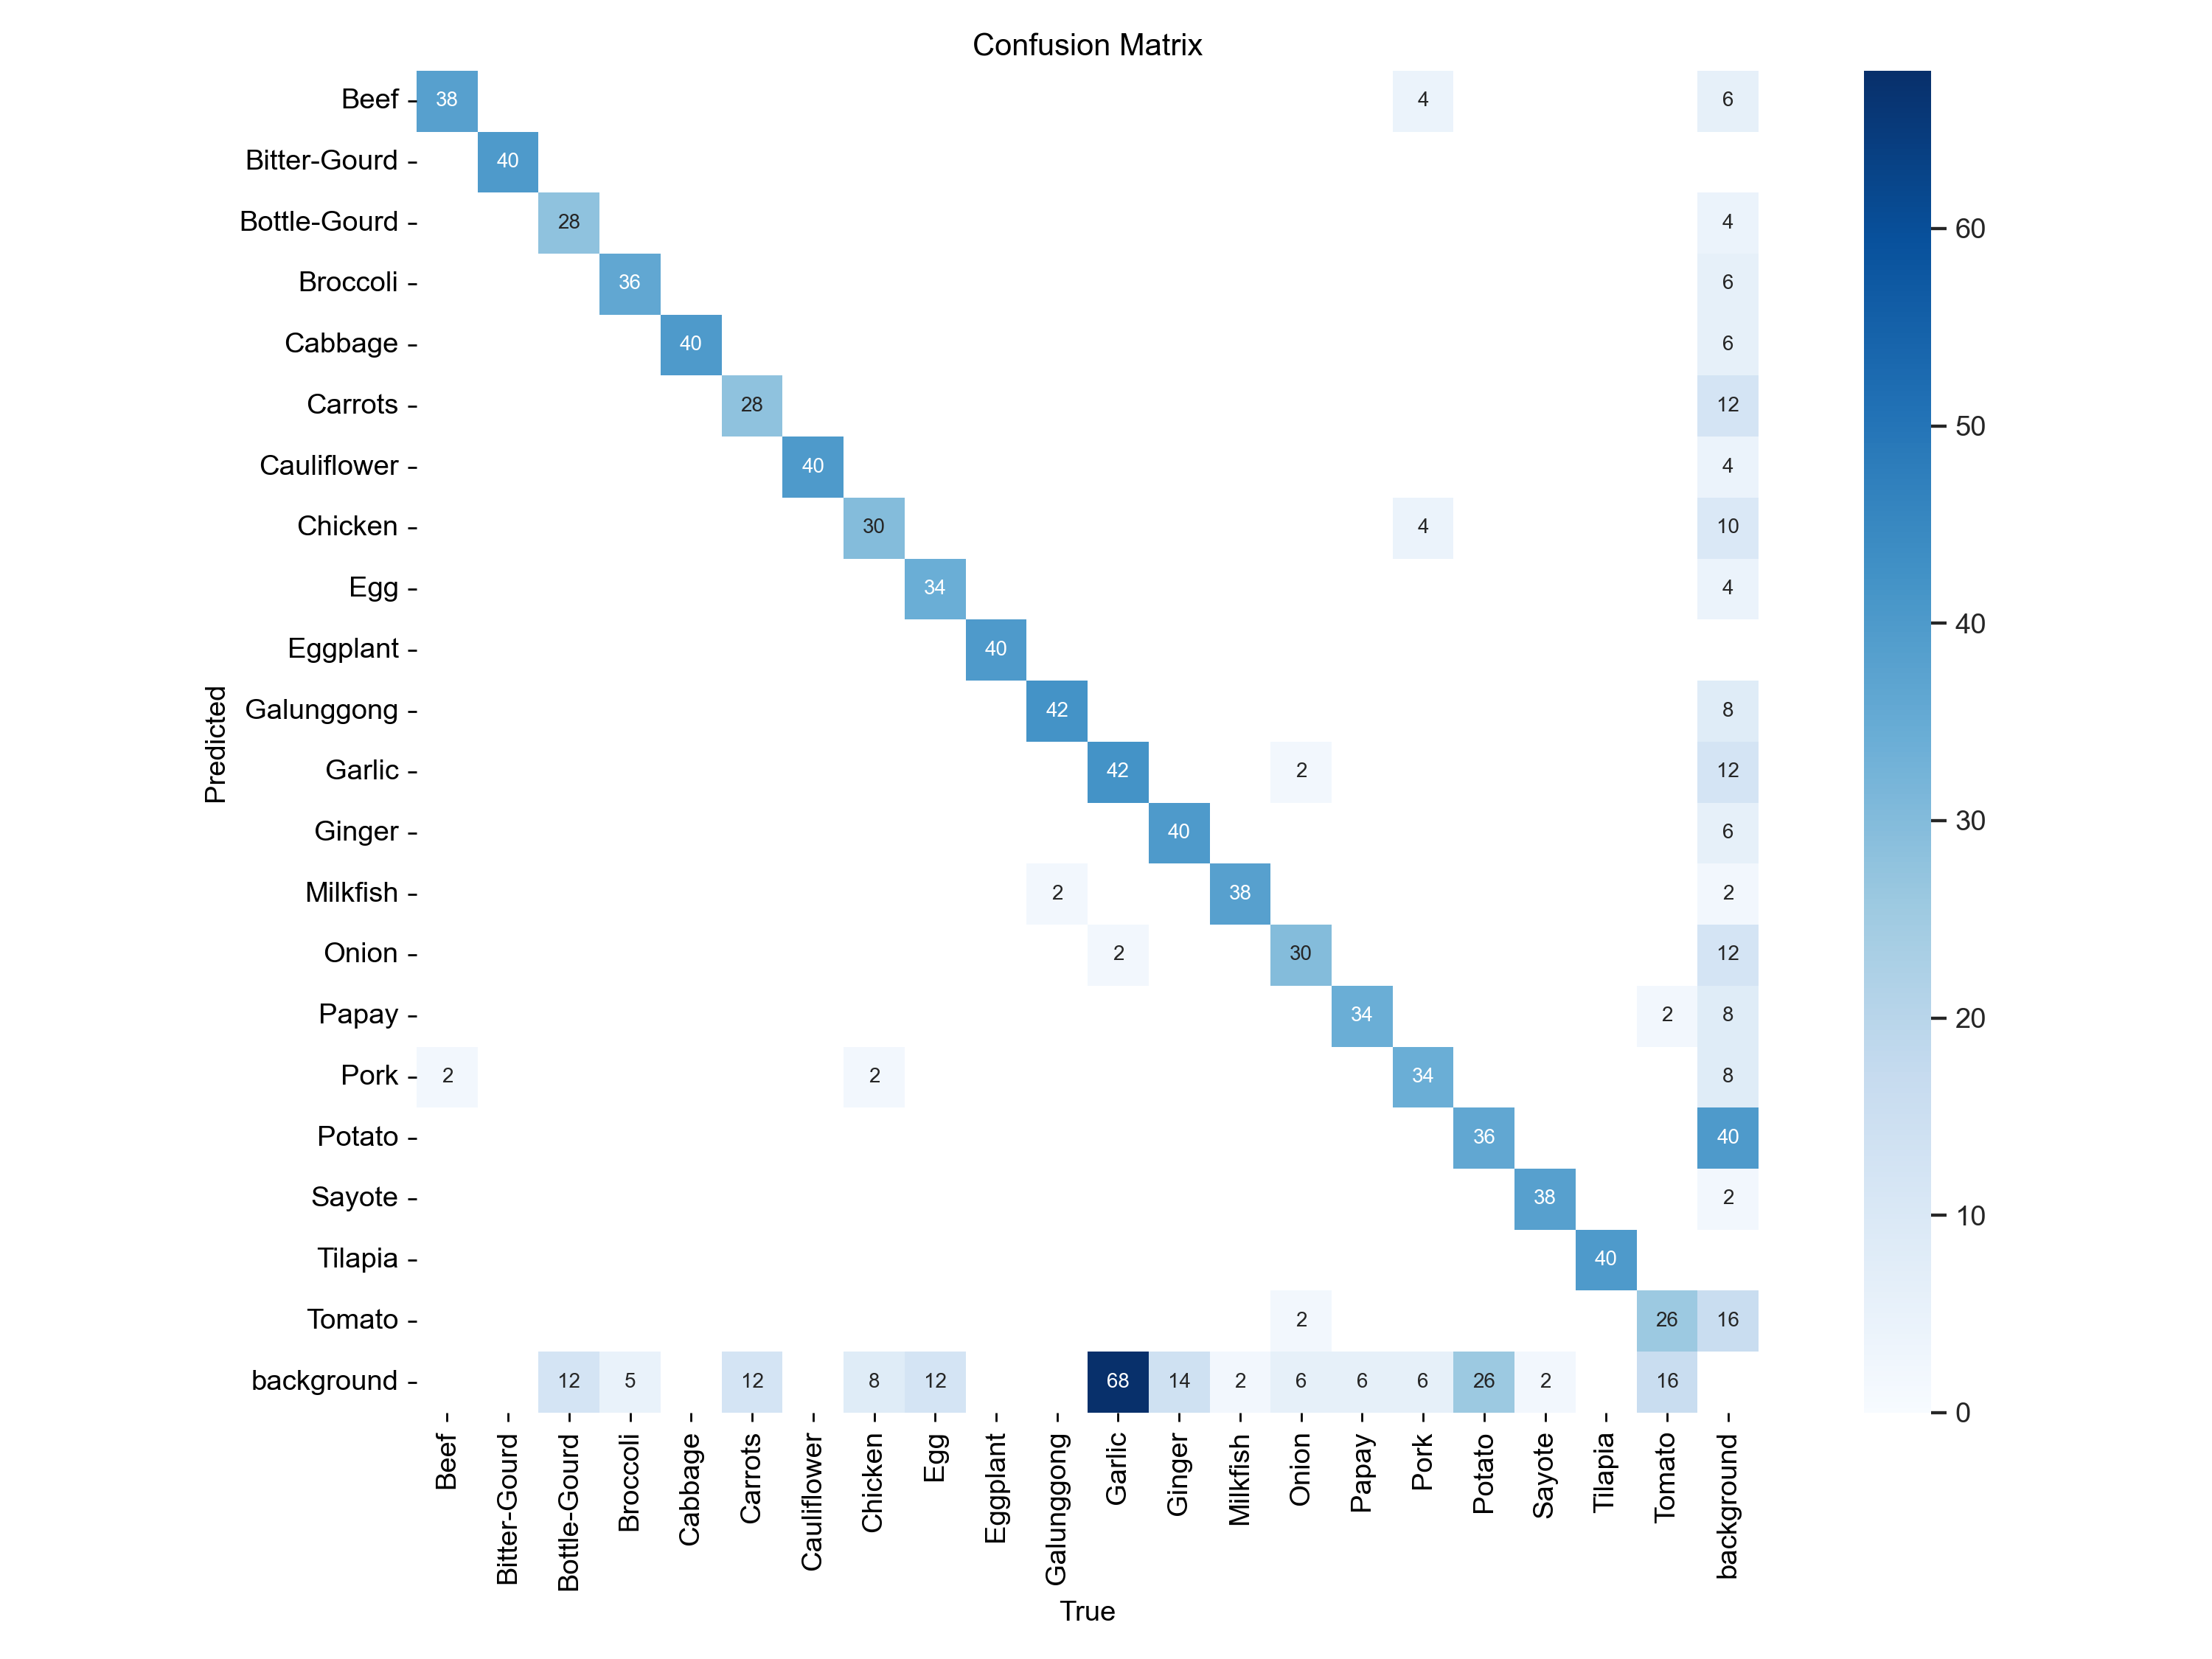 Confusion Matrix
Beef 38 4 6
Bitter-Gourd 40
Bottle-Gourd 28 4
Broccoli 36 6
Cabbage 40 6
Carrots 28 12
Cauliflower 40 4
Chicken 30 4 10
Egg 34 4
Eggplant 40
Galunggong 42 8
Garlic 42 2 12
Ginger 40 6
Milkfish 2 38 2
Onion 2 30 12
Papay 34 2 8
Pork 2 2 34 8
Potato 36 40
Sayote 38 2
Tilapia 40
Tomato 2 26 16
background 12 5 12 8 12 68 14 2 6 6 6 26 2 16
Beef Bitter-Gourd Bottle-Gourd Broccoli Cabbage Carrots Cauliflower Chicken Egg Eggplant Galunggong Garlic Ginger Milkfish Onion Papay Pork Potato Sayote Tilapia Tomato background
True
Predicted
60
50
40
30
20
10
0